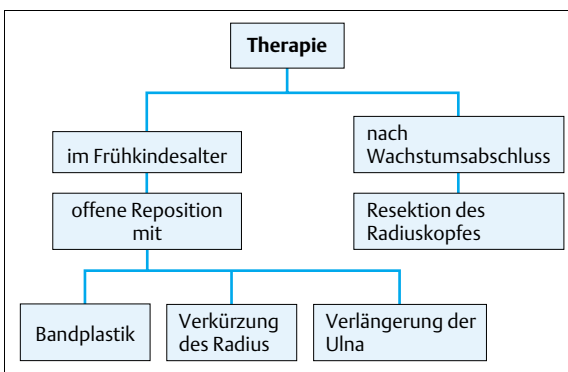 Therapie
im Frühkindesalter
nach
Wachstumsabschluss
offene Reposition
mit
Resektion des
Radiuskopfes
Bandplastik
Verkürzung
des Radius
Verlängerung der
Ulna